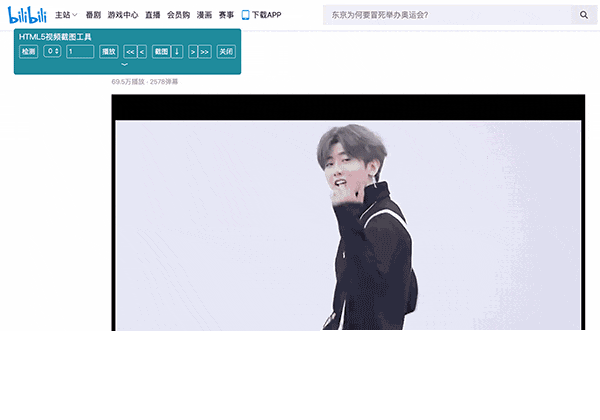 bilibili 主站 番剧 游戏中心 直播 会员购 漫画 赛事 下载APP 东京为何要冒死举办奥运会?
HTML5视频截图工具
检测 0 1 播放 << < 截图 ↓ > >> 关闭
69.5万播放 · 2578弹幕